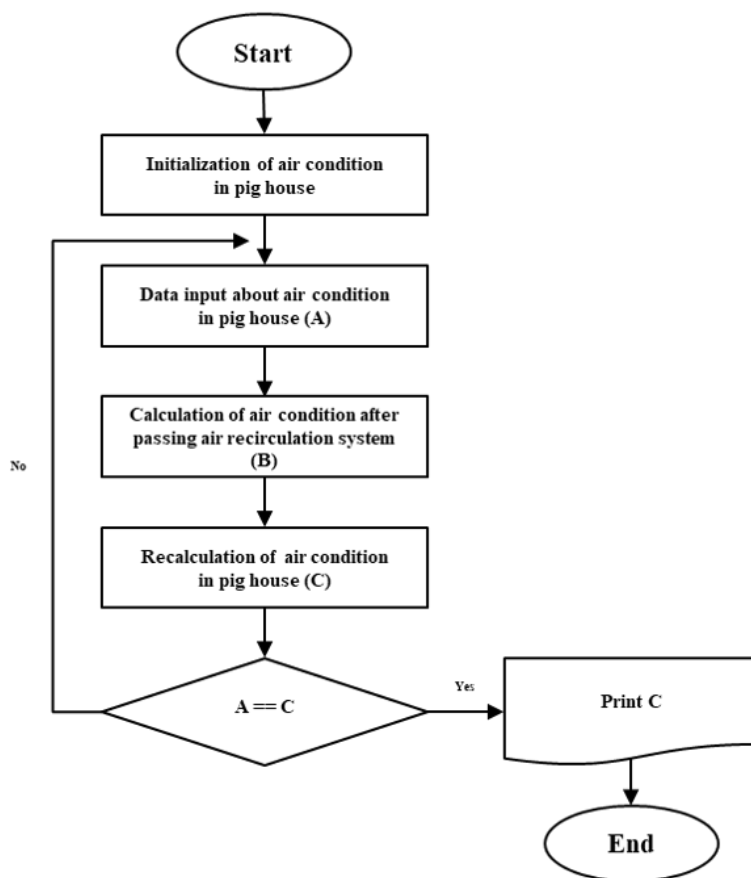 Start
Initialization of air condition
in pig house
Data input about air condition
in pig house (A)
Calculation of air condition after
passing air recirculation system
(B)
No
Recalculation of air condition
in pig house (C)
A == C
Yes
Print C
End